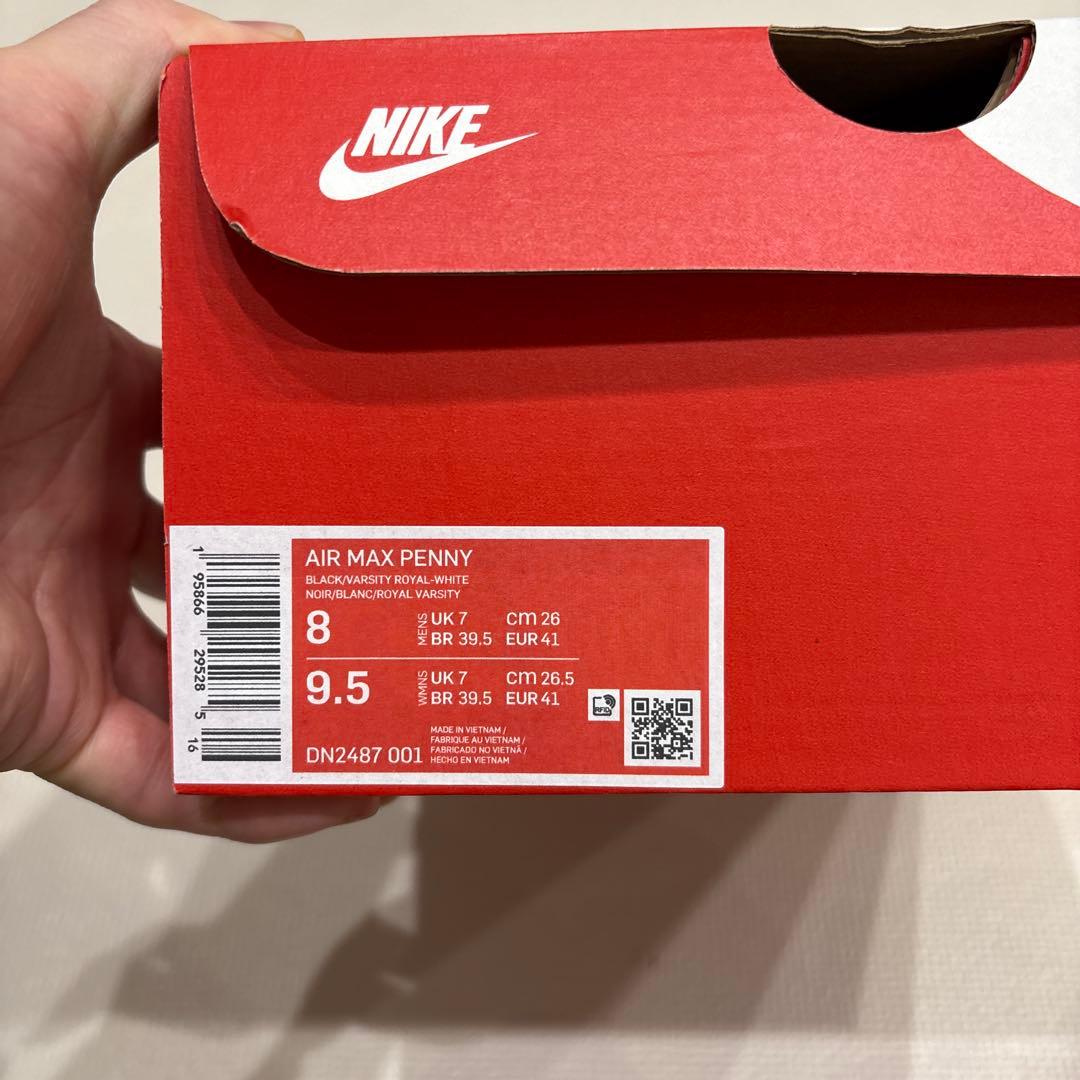 NIKE
AIR MAX PENNY
BLACK/VARSITY ROYAL-WHITE
NOIR/BLANC/ROYAL VARSITY
8 MENS UK 7 cm 26
BR 39.5 EUR 41
9.5 WMNS UK 7 cm 26.5
BR 39.5 EUR 41
RFID
MADE IN VIETNAM /
FABRIQUE AU VIETNAM /
FABRICADO NO VIETNÃ /
HECHO EN VIETNAM
DN2487 001
1 95866 29528 5 16